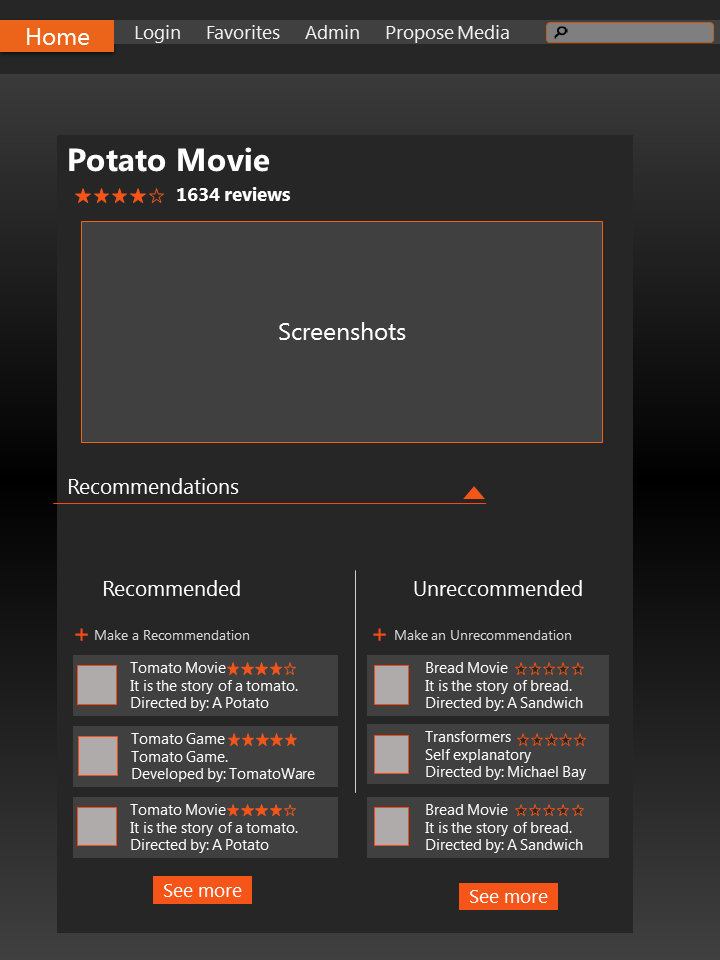 Home Login Favorites Admin Propose Media
Potato Movie
1634 reviews
Screenshots
Recommendations
Recommended
Make a Recommendation
Tomato Movie
It is the story of a tomato.
Directed by: A Potato
Tomato Game
Tomato Game.
Developed by: TomatoWare
Tomato Movie
It is the story of a tomato.
Directed by: A Potato
See more
Unreccommended
Make an Unrecommendation
Bread Movie
It is the story of bread.
Directed by: A Sandwich
Transformers
Self explanatory
Directed by: Michael Bay
Bread Movie
It is the story of bread.
Directed by: A Sandwich
See more